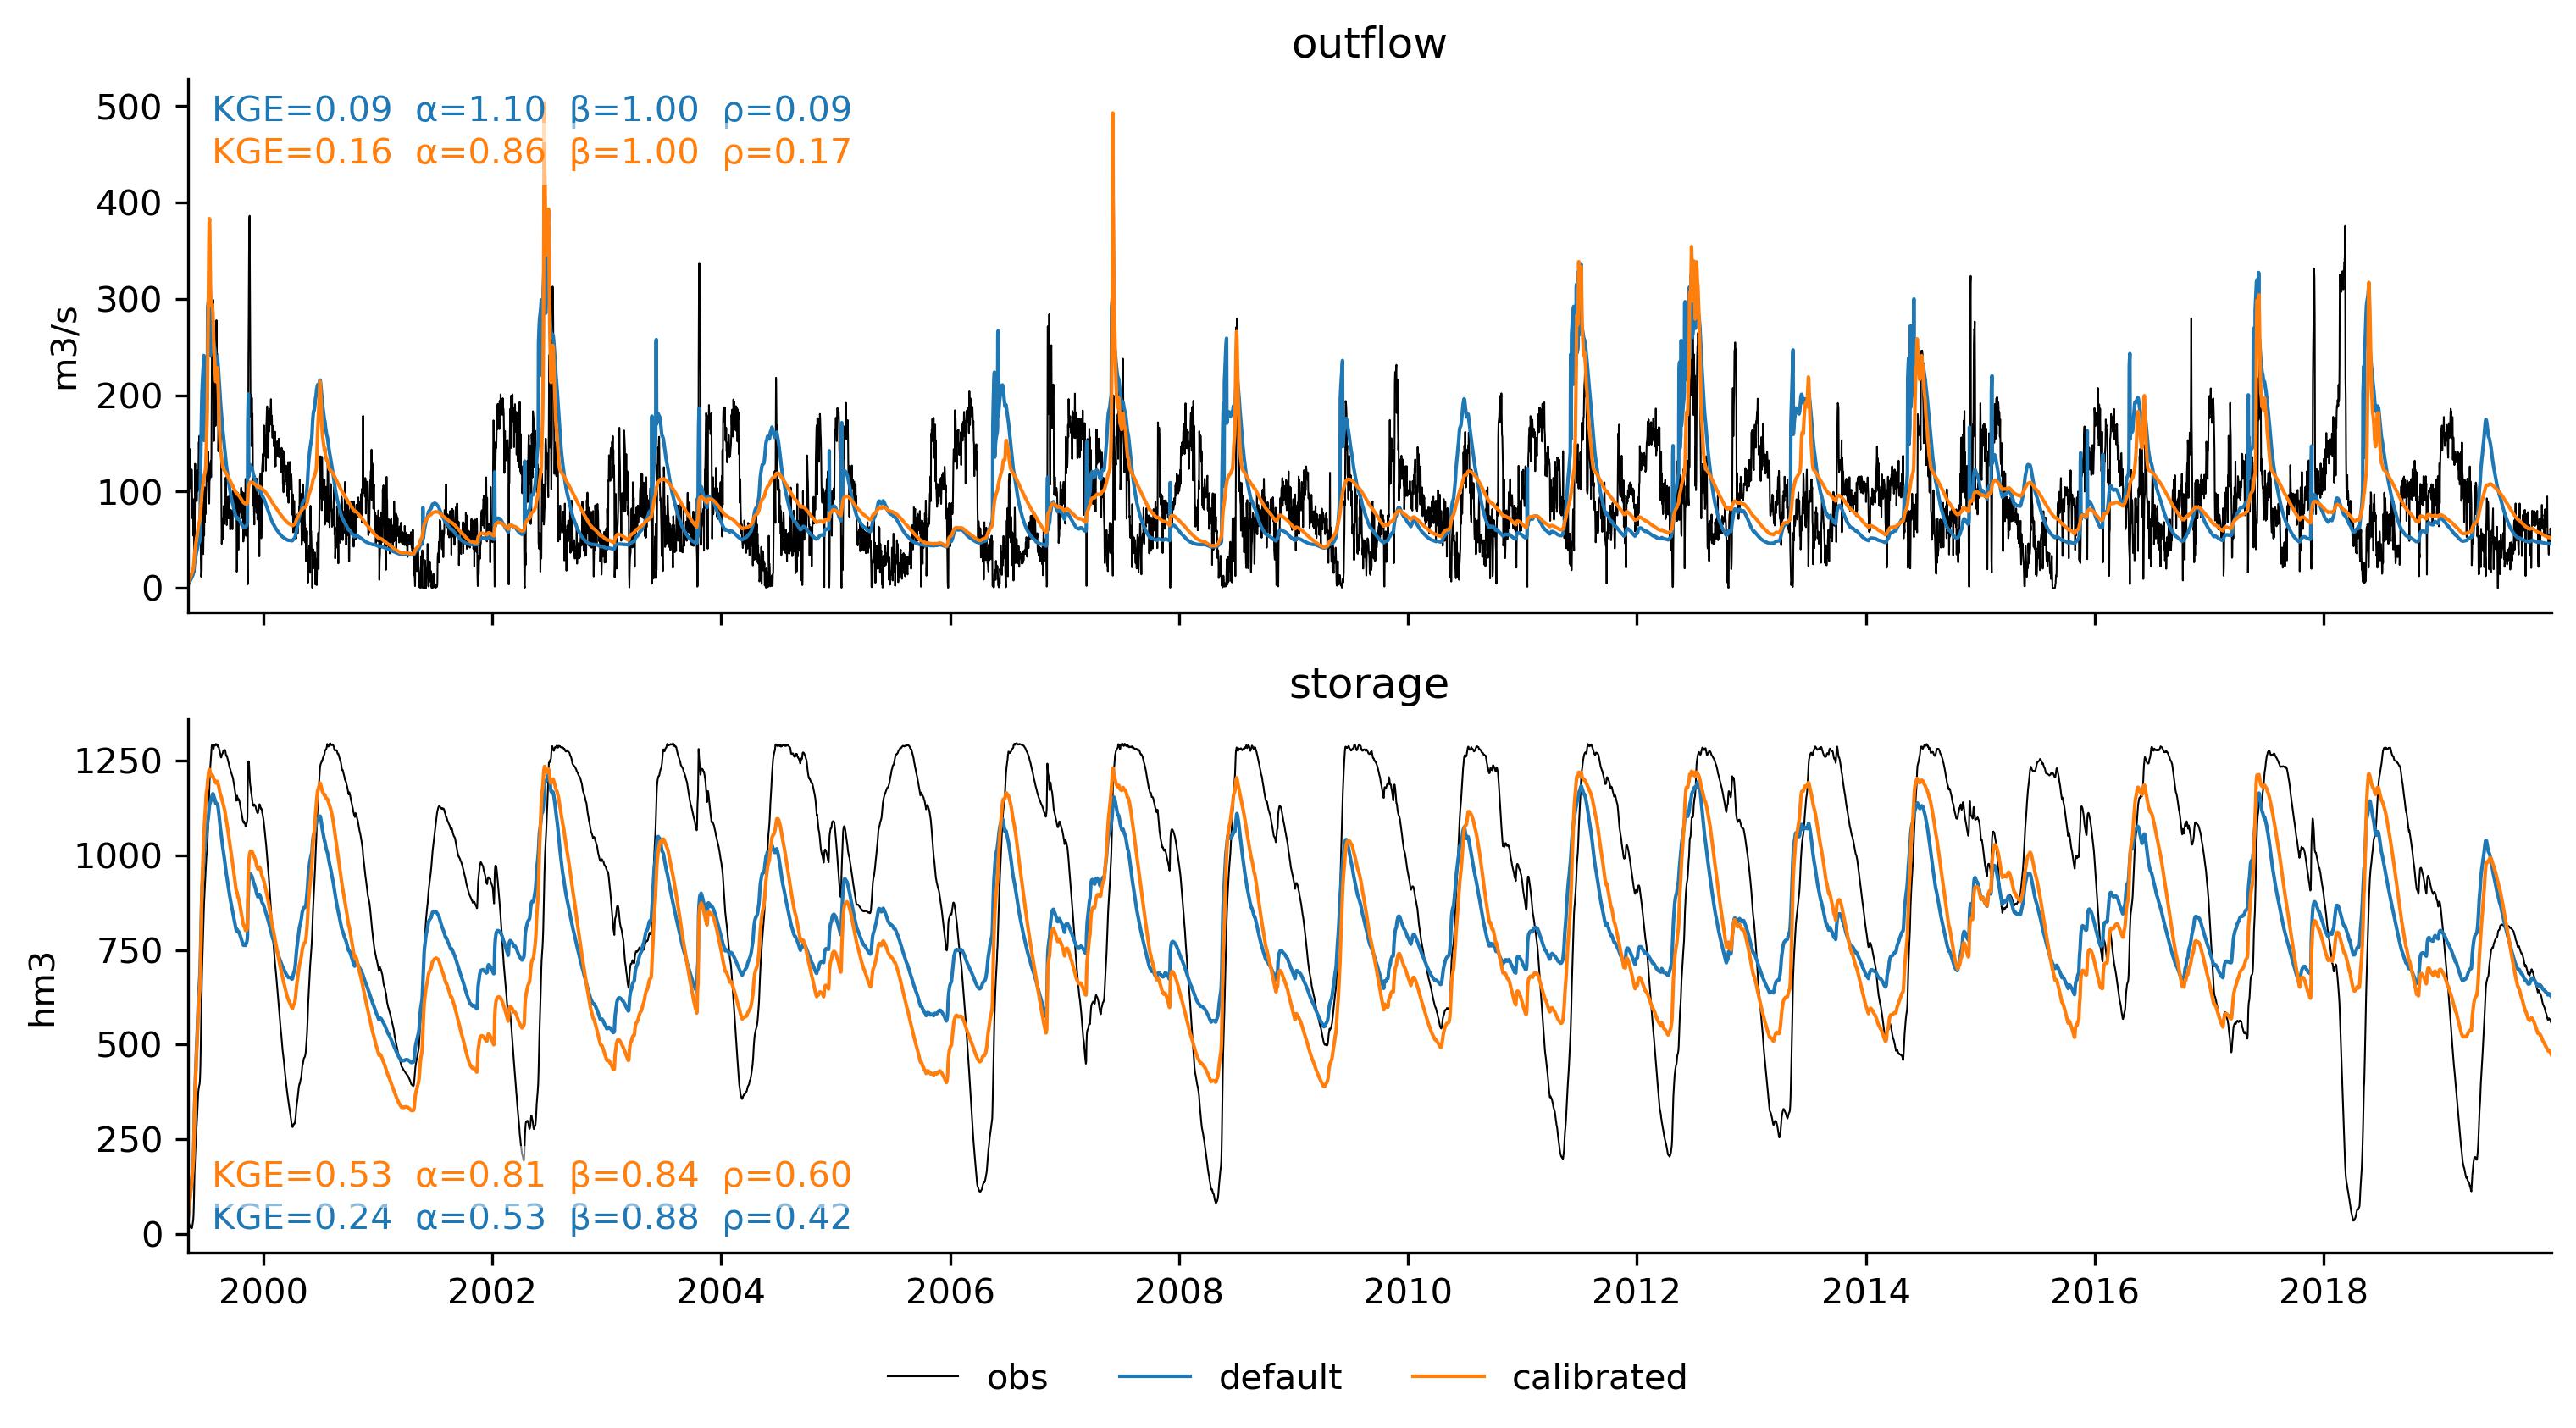 outflow
KGE=0.09 α=1.10 β=1.00 ρ=0.09
KGE=0.16 α=0.86 β=1.00 ρ=0.17
m3/s
500
400
300
200
100
0
storage
hm3
1250
1000
750
500
250
0
KGE=0.53 α=0.81 β=0.84 ρ=0.60
KGE=0.24 α=0.53 β=0.88 ρ=0.42
2000 2002 2004 2006 2008 2010 2012 2014 2016 2018
obs default calibrated